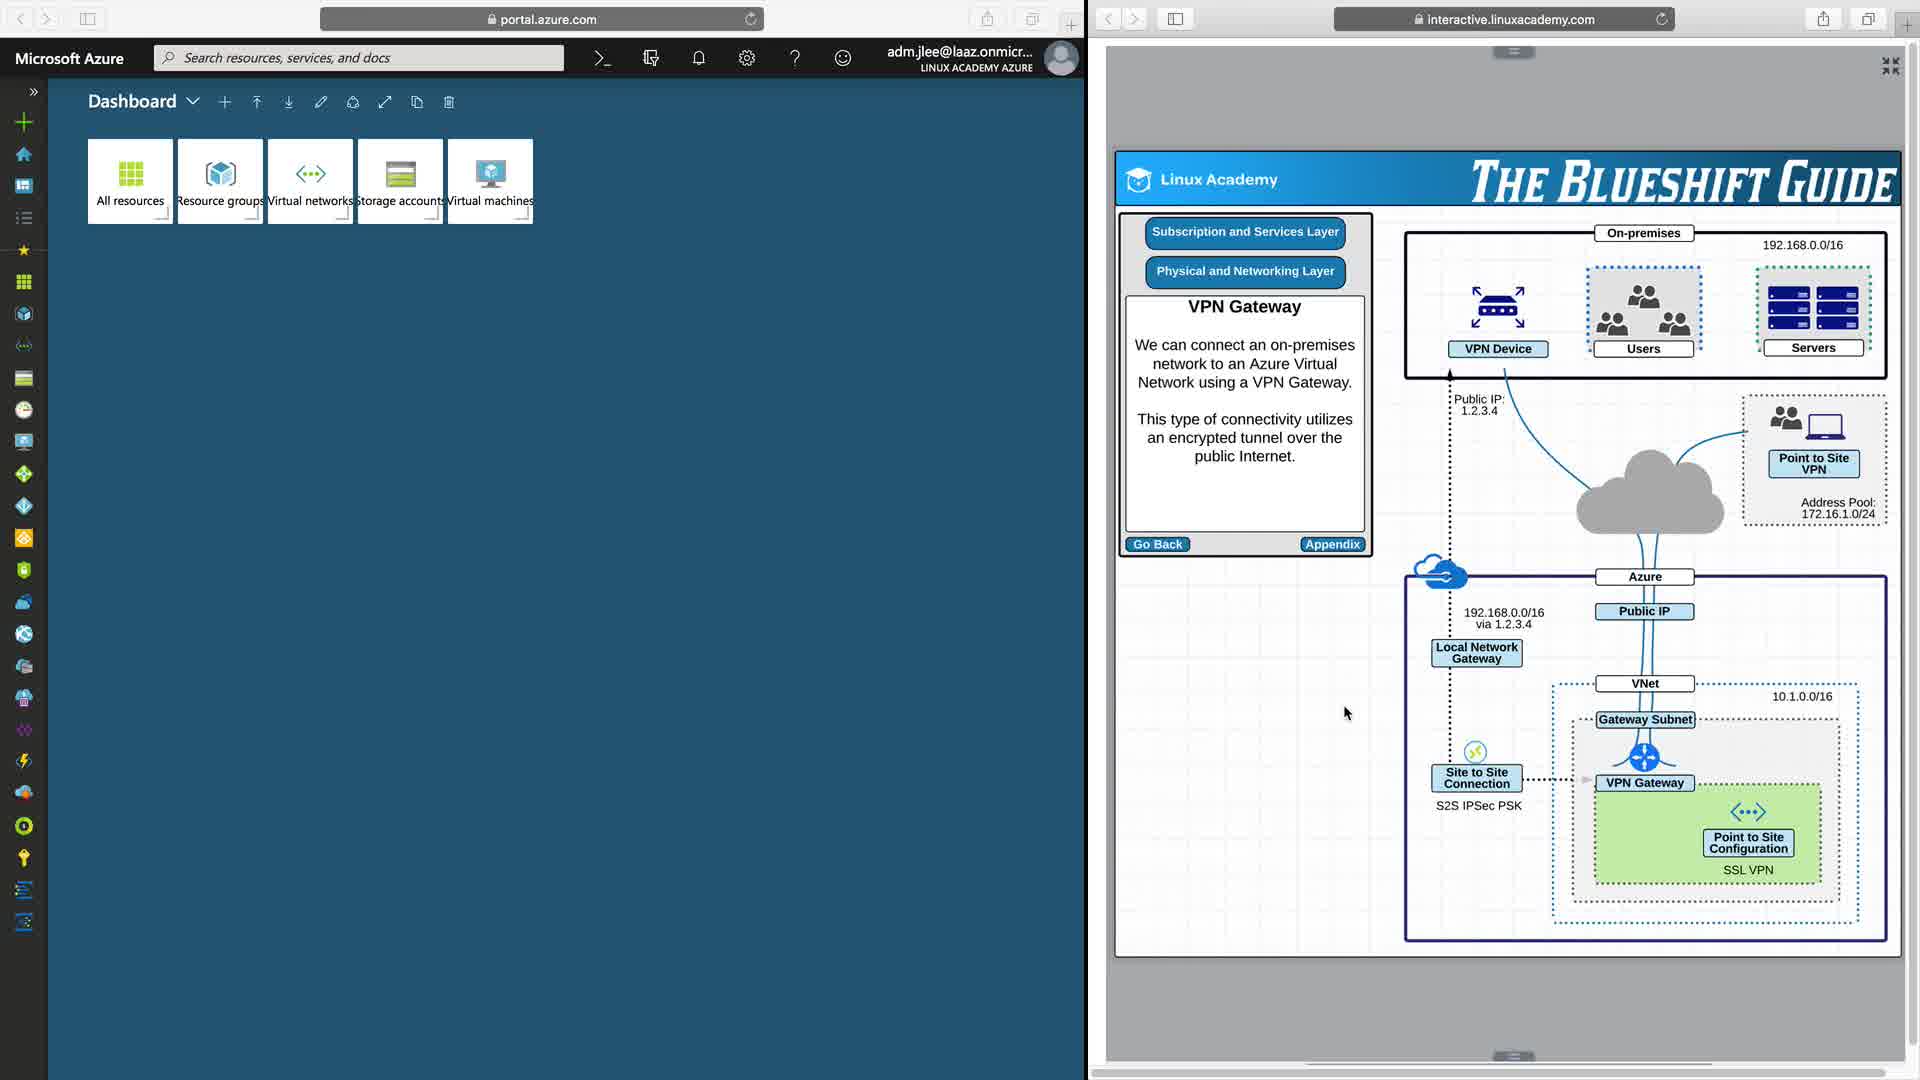 portal.azure.com
Microsoft Azure
Search resources, services, and docs
adm.jlee@laaz.onmicr...
LINUX ACADEMY AZURE
Dashboard
All resources
Resource groups
Virtual networks
Storage accounts
Virtual machines
interactive.linuxacademy.com
Linux Academy
THE BLUESHIFT GUIDE
Subscription and Services Layer
Physical and Networking Layer
VPN Gateway
We can connect an on-premises
network to an Azure Virtual
Network using a VPN Gateway.
This type of connectivity utilizes
an encrypted tunnel over the
public Internet.
Go Back
Appendix
On-premises
192.168.0.0/16
VPN Device
Users
Servers
Public IP:
1.2.3.4
Point to Site
VPN
Address Pool:
172.16.1.0/24
Azure
Public IP
192.168.0.0/16
via 1.2.3.4
Local Network
Gateway
VNet
10.1.0.0/16
Gateway Subnet
Site to Site
Connection
S2S IPSec PSK
VPN Gateway
Point to Site
Configuration
SSL VPN